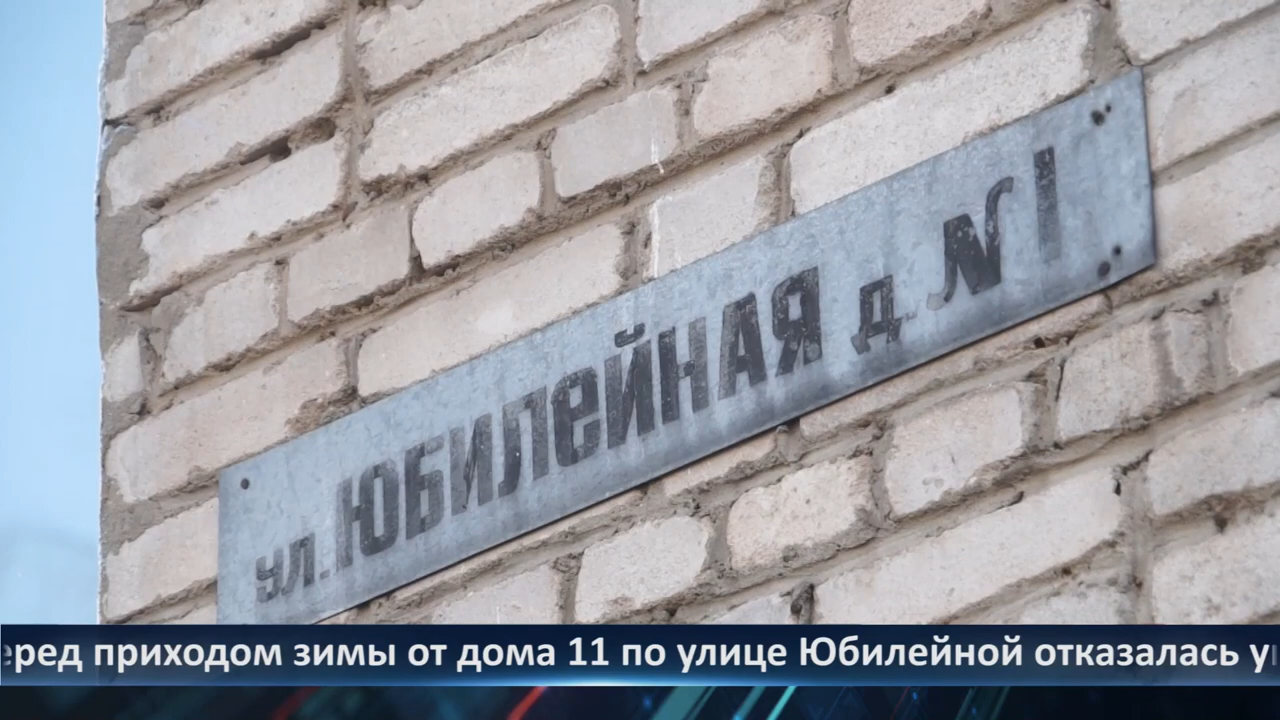 ул. ЮБИЛЕЙНАЯ д. №1
еред приходом зимы от дома 11 по улице Юбилейной отказалась у